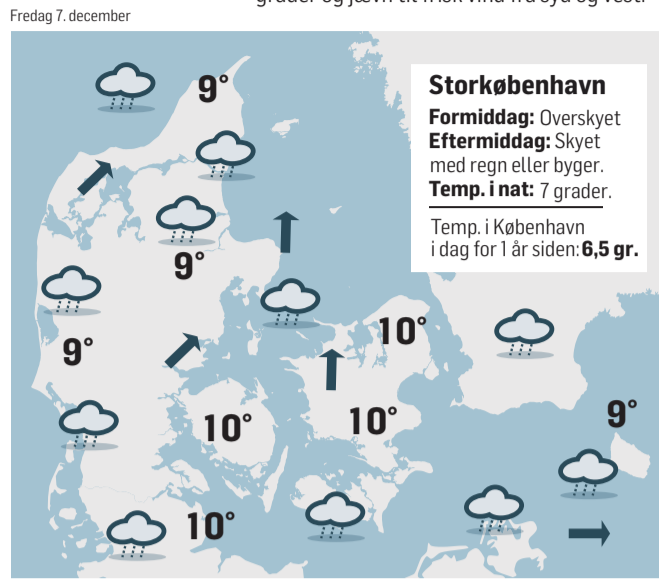 grader og jævn til frisk vind fra syd og vest.
Fredag 7. december
9°
Storkøbenhavn
Formiddag: Overskyet
Eftermiddag: Skyet
med regn eller byger.
Temp. i nat: 7 grader.
Temp. i København
i dag for 1 år siden: 6,5 gr.
9°
10°
9°
10°
10°
9°
10°